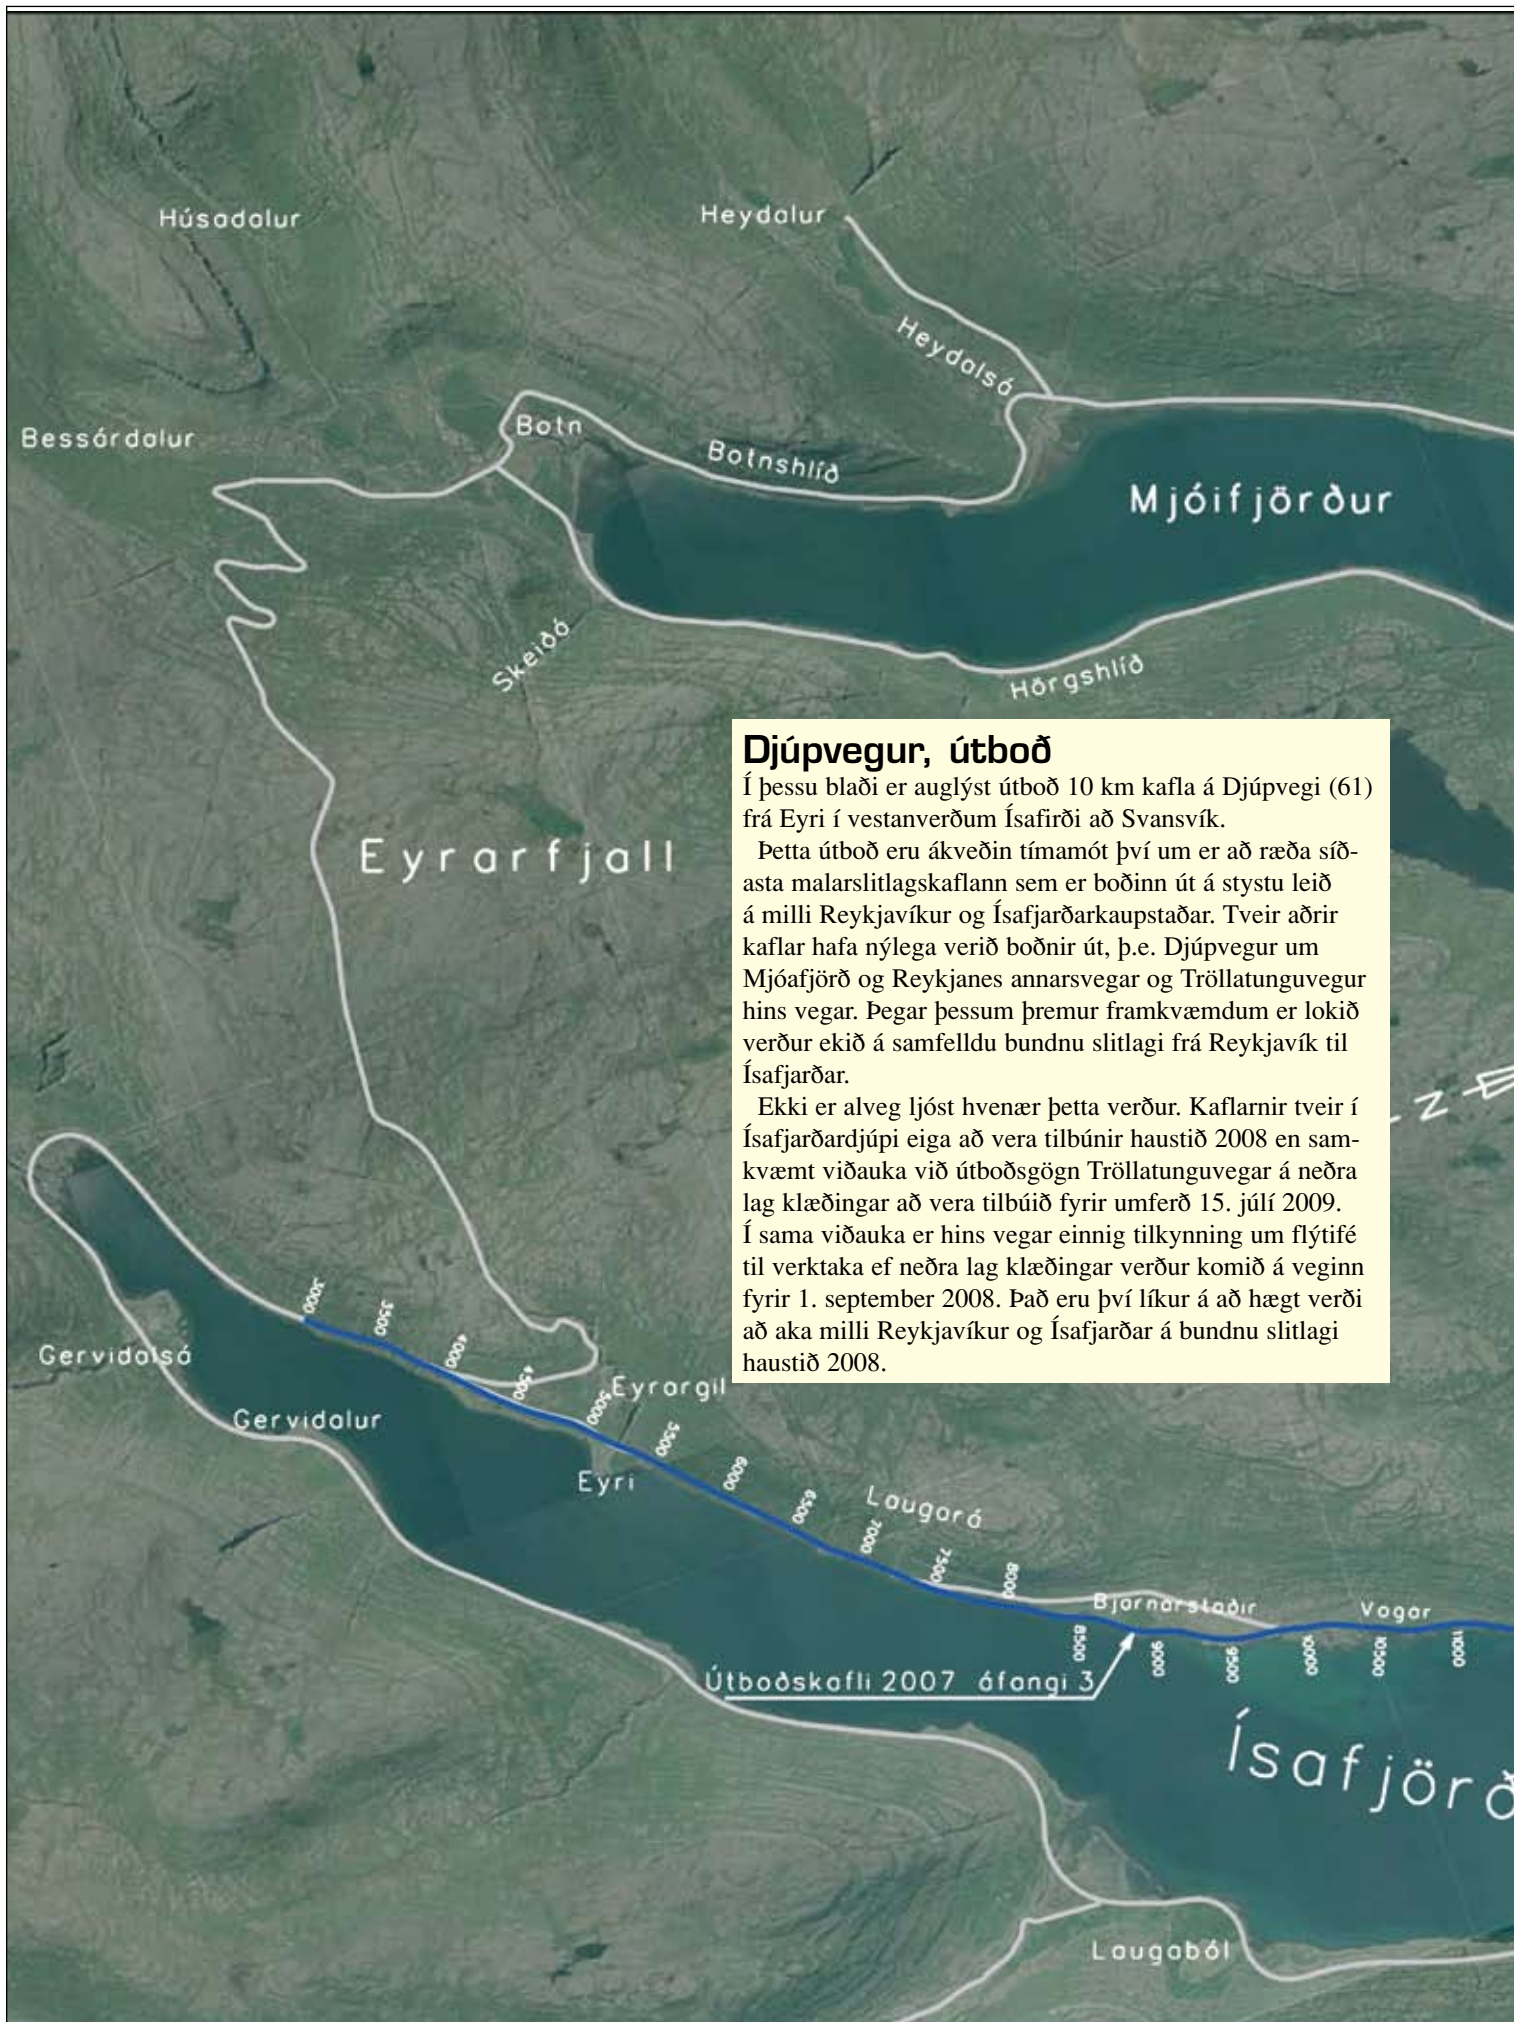 Húsadalur
Heydalur
Heydalsá
Bessárdalur
Botn
Botnshlíð
Mjóifjörður
Skeiðá
Hörgshlíð
Djúpvegur, útboð
Í þessu blaði er auglýst útboð 10 km kafla á Djúpvegi (61)
frá Eyri í vestanverðum Ísafirði að Svansvík.
Þetta útboð eru ákveðin tímamót því um er að ræða síð-
asta malarslitlagskaflann sem er boðinn út á stystu leið
á milli Reykjavíkur og Ísafjarðarkaupstaðar. Tveir aðrir
kaflar hafa nýlega verið boðnir út, þ.e. Djúpvegur um
Mjóafjörð og Reykjanes annarsvegar og Tröllatunguvegur
hins vegar. Þegar þessum þremur framkvæmdum er lokið
verður ekið á samfelldu bundnu slitlagi frá Reykjavík til
Ísafjarðar.
Ekki er alveg ljóst hvenær þetta verður. Kaflarnir tveir í
Ísafjarðardjúpi eiga að vera tilbúnir haustið 2008 en sam-
kvæmt viðauka við útboðsgögn Tröllatunguvegar á neðra
lag klæðingar að vera tilbúið fyrir umferð 15. júlí 2009.
Í sama viðauka er hins vegar einnig tilkynning um flýtifé
til verktaka ef neðra lag klæðingar verður komið á veginn
fyrir 1. september 2008. Það eru því líkur á að hægt verði
að aka milli Reykjavíkur og Ísafjarðar á bundnu slitlagi
haustið 2008.
Eyrarfjall
N
3000
3500
4000
4500
5000
5500
6000
6500
7000
7500
8000
8500
9000
9500
10000
10500
11000
Gervidalsá
Gervidalur
Eyrargil
Eyri
Laugará
Bjarnarstaðir
Vogar
Útboðskafli 2007 áfangi 3
Ísafjörð
Laugaból